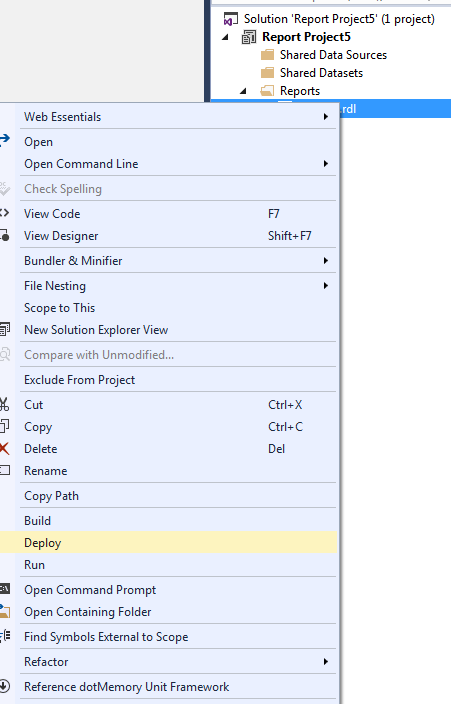 Solution 'Report Project5' (1 project)
Report Project5
Shared Data Sources
Shared Datasets
Reports
.rdl
Web Essentials
Open
Open Command Line
Check Spelling
View Code F7
View Designer Shift+F7
Bundler & Minifier
File Nesting
Scope to This
New Solution Explorer View
Compare with Unmodified...
Exclude From Project
Cut Ctrl+X
Copy Ctrl+C
Delete Del
Rename
Copy Path
Build
Deploy
Run
Open Command Prompt
Open Containing Folder
Find Symbols External to Scope
Refactor
Reference dotMemory Unit Framework